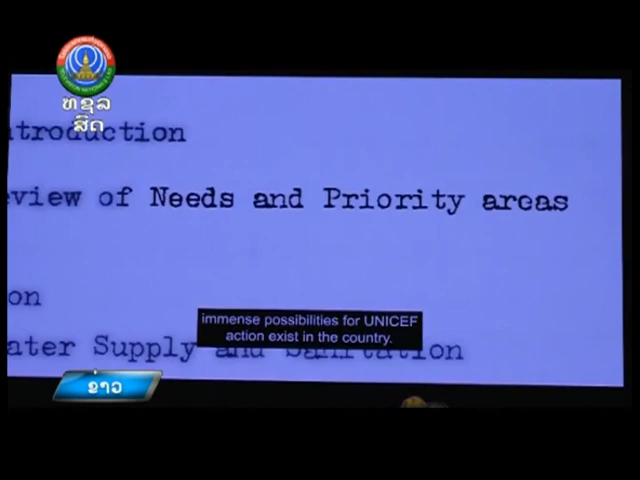 ທຊລ
ສົດ
ntroduction
eview of Needs and Priority areas
on
immense possibilities for UNICEF
action exist in the country.
ater Supply and Sanitation
ຂ່າວ